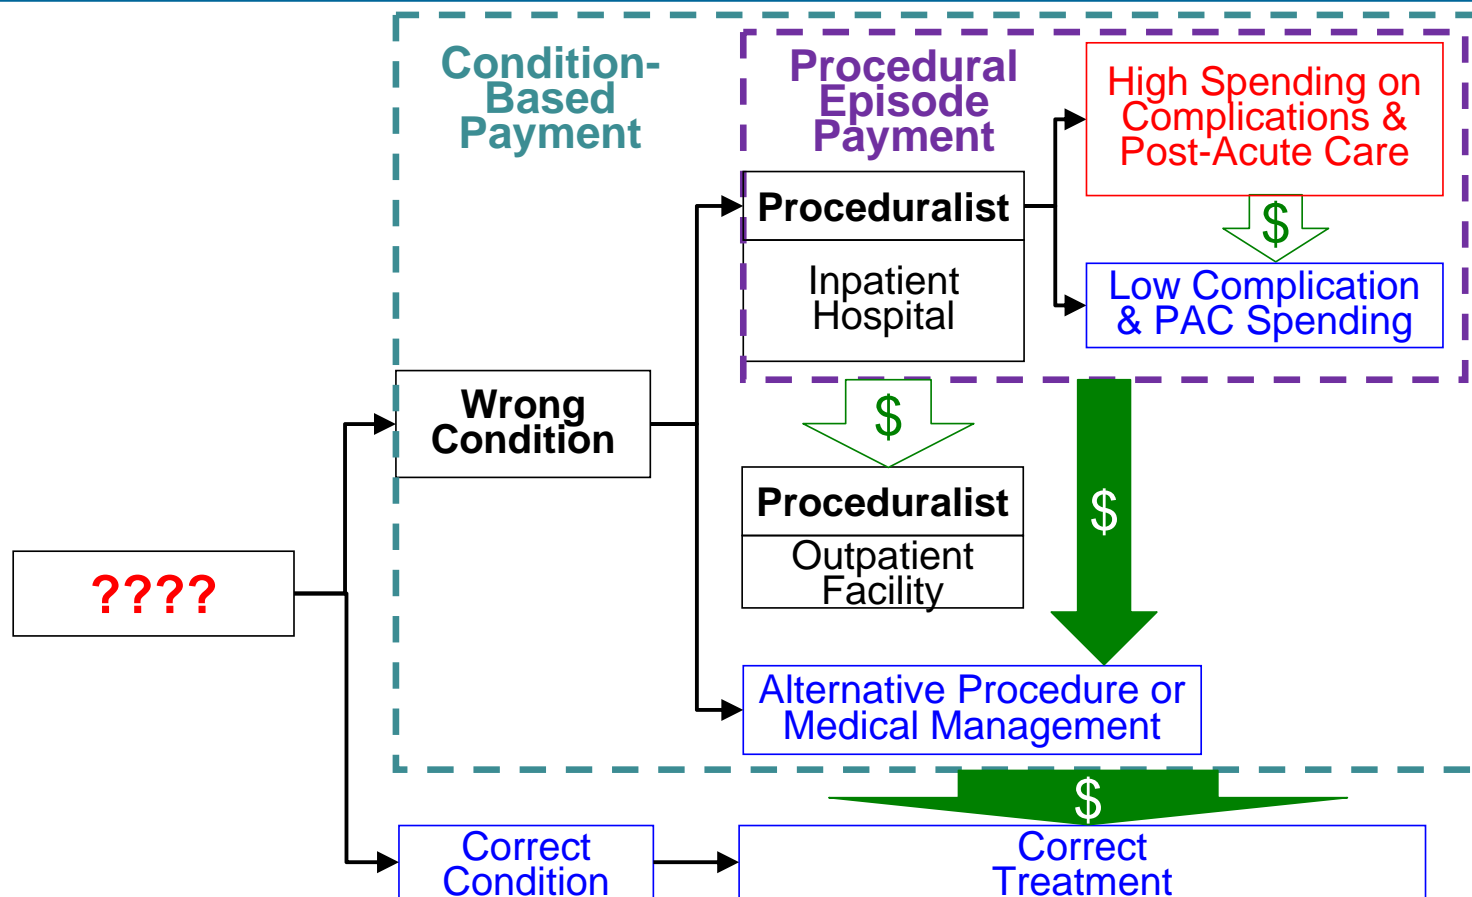 Condition-
Based
Payment
Procedural
Episode
Payment
High Spending on
Complications &
Post-Acute Care
Proceduralist
$
Inpatient
Hospital
Low Complication
& PAC Spending
Wrong
Condition
$
Proceduralist
$
Outpatient
Facility
????
Alternative Procedure or
Medical Management
$
Correct
Condition
Correct
Treatment